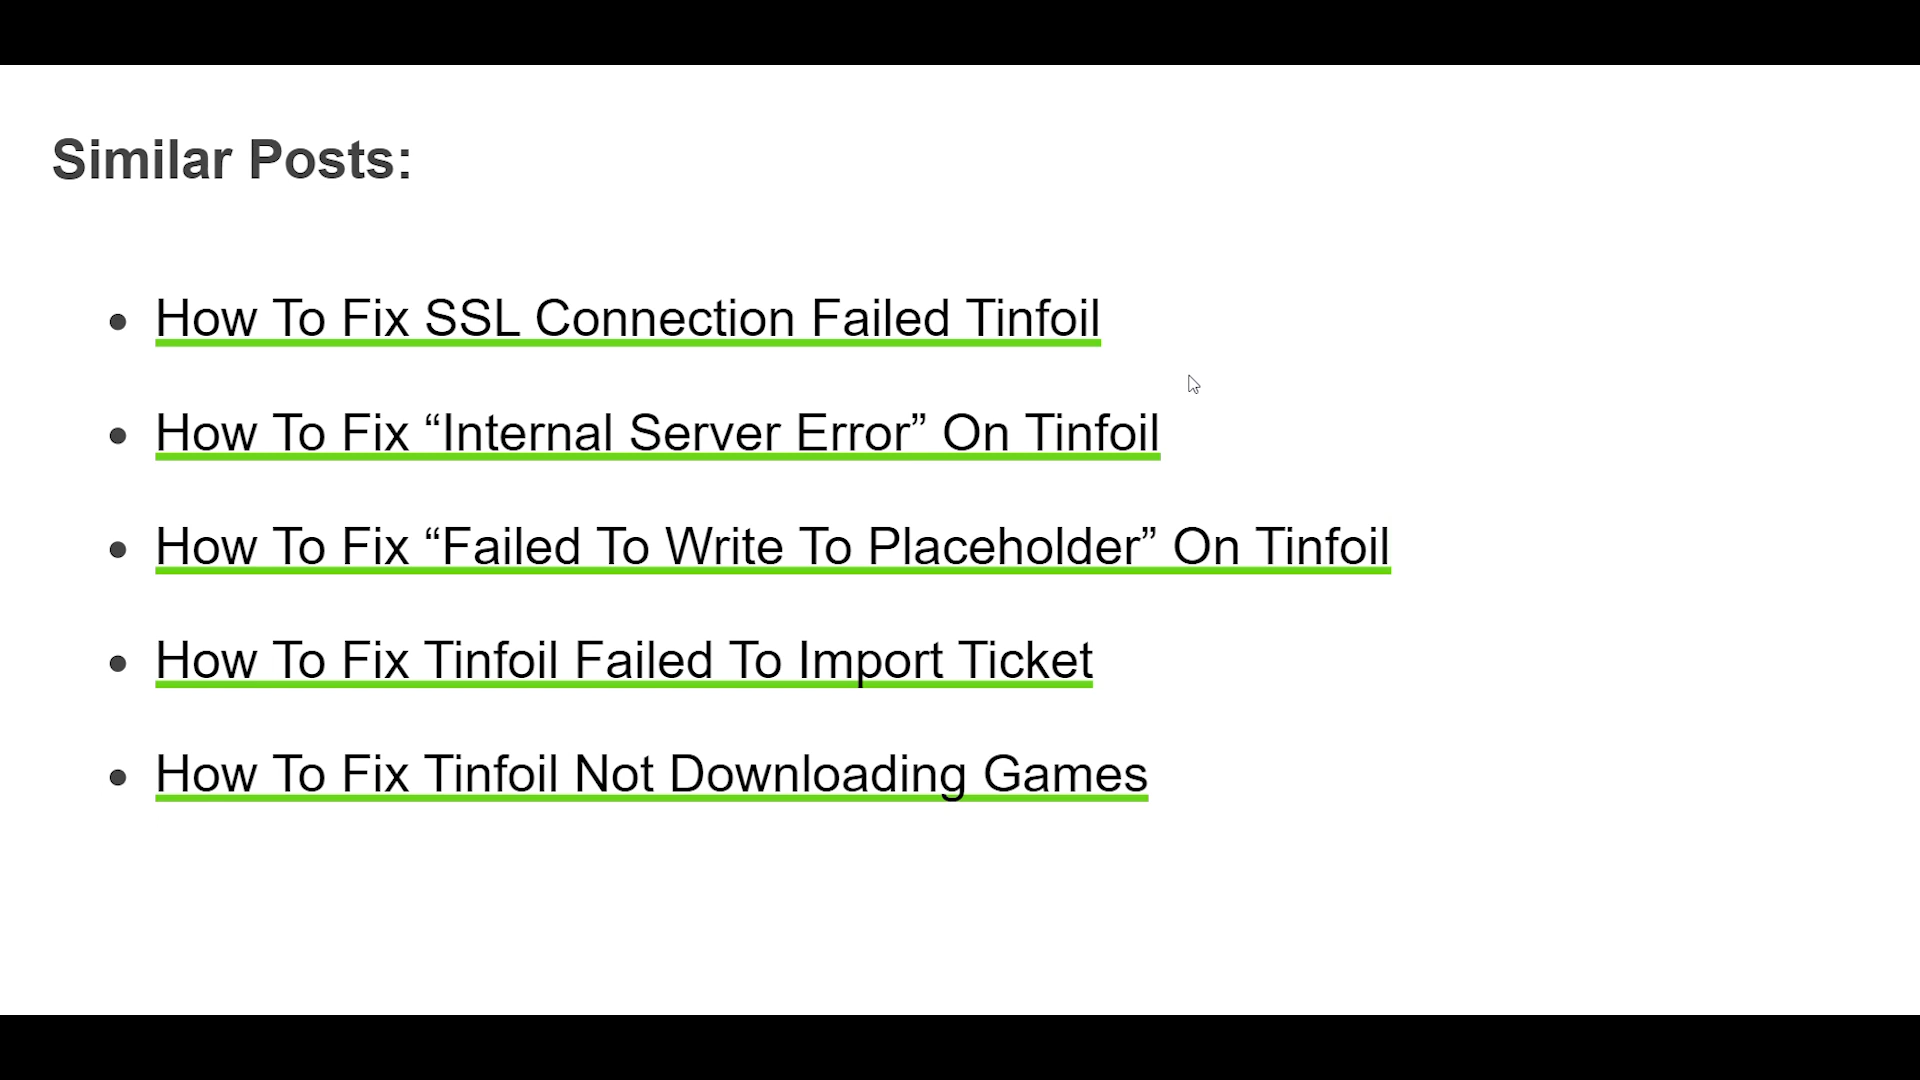 Similar Posts:
How To Fix SSL Connection Failed Tinfoil
How To Fix “Internal Server Error” On Tinfoil
How To Fix “Failed To Write To Placeholder” On Tinfoil
How To Fix Tinfoil Failed To Import Ticket
How To Fix Tinfoil Not Downloading Games